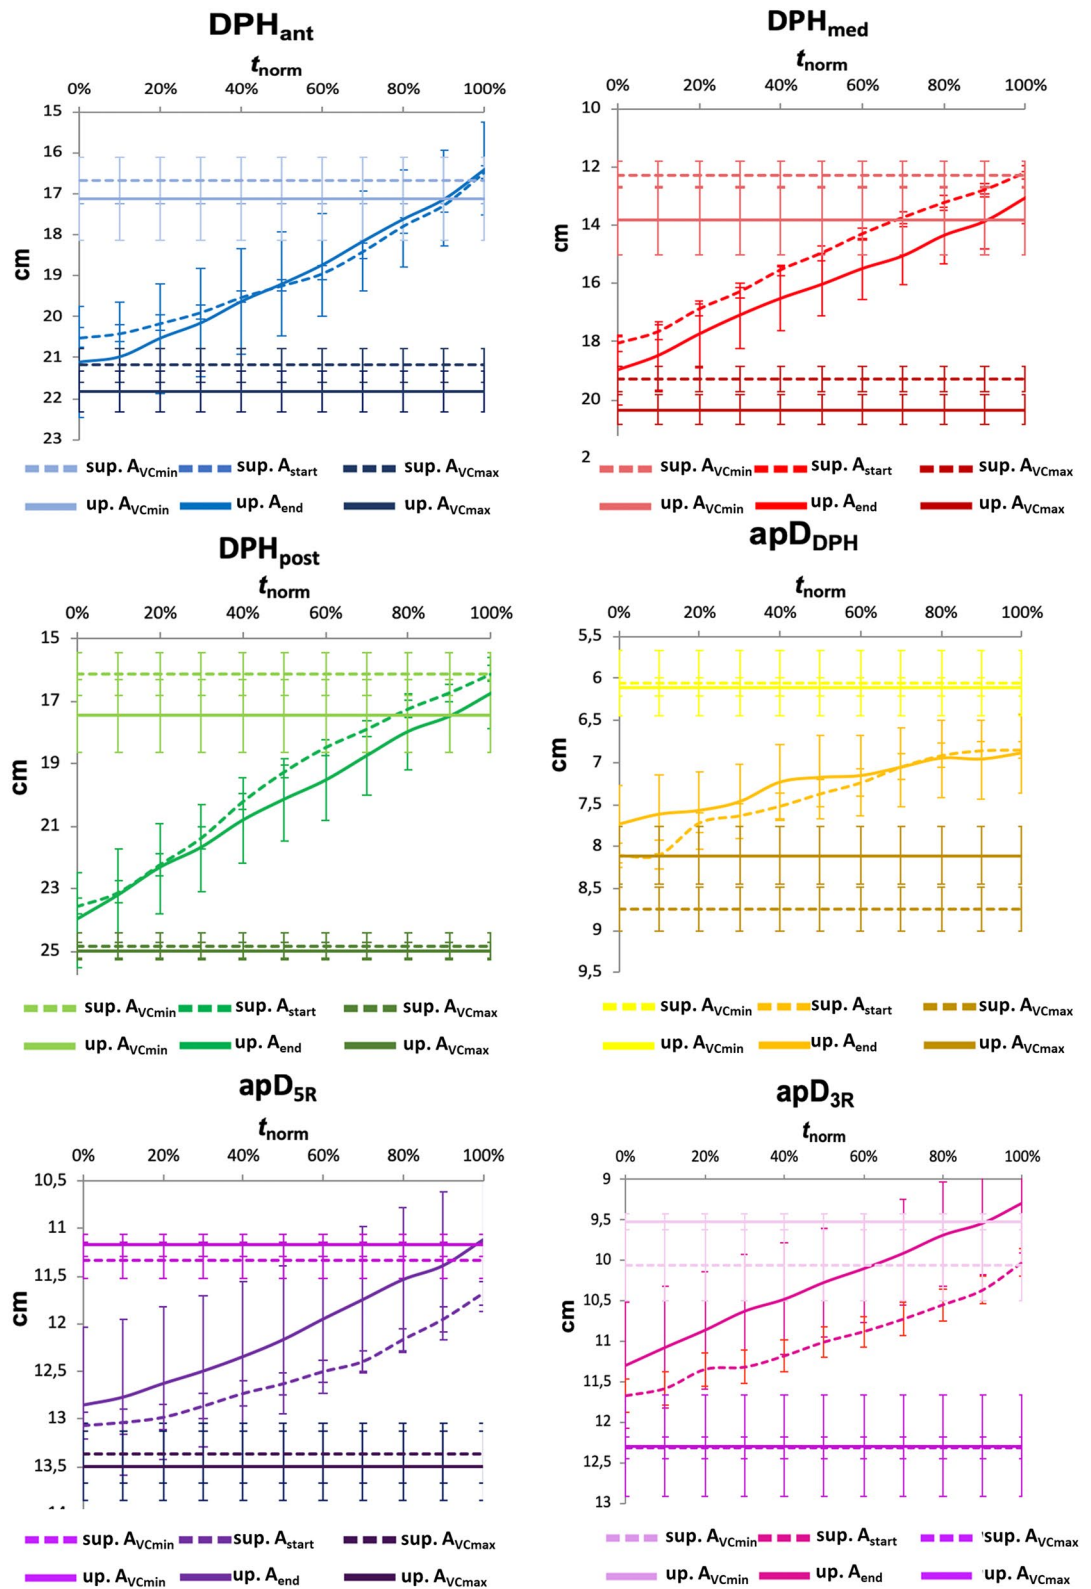 DPHant
tnorm
0% 20% 40% 60% 80% 100%
15
16
17
18
19
20
21
22
23
cm
sup. AVCmin sup. Astart sup. AVCmax
up. AVCmin up. Aend up. AVCmax
DPHmed
tnorm
0% 20% 40% 60% 80% 100%
10
12
14
16
18
20
2
cm
sup. AVCmin sup. Astart sup. AVCmax
up. AVCmin up. Aend up. AVCmax
DPHpost
tnorm
0% 20% 40% 60% 80% 100%
15
17
19
21
23
25
cm
sup. AVCmin sup. Astart sup. AVCmax
up. AVCmin up. Aend up. AVCmax
apDDPH
tnorm
0% 20% 40% 60% 80% 100%
5,5
6
6,5
7
7,5
8
8,5
9
9,5
cm
sup. AVCmin sup. Astart sup. AVCmax
up. AVCmin up. Aend up. AVCmax
apD5R
tnorm
0% 20% 40% 60% 80% 100%
10,5
11
11,5
12
12,5
13
13,5
cm
sup. AVCmin sup. Astart sup. AVCmax
up. AVCmin up. Aend up. AVCmax
apD3R
tnorm
0% 20% 40% 60% 80% 100%
9
9,5
10
10,5
11
11,5
12
12,5
13
cm
sup. AVCmin sup. Astart sup. AVCmax
up. AVCmin up. Aend up. AVCmax